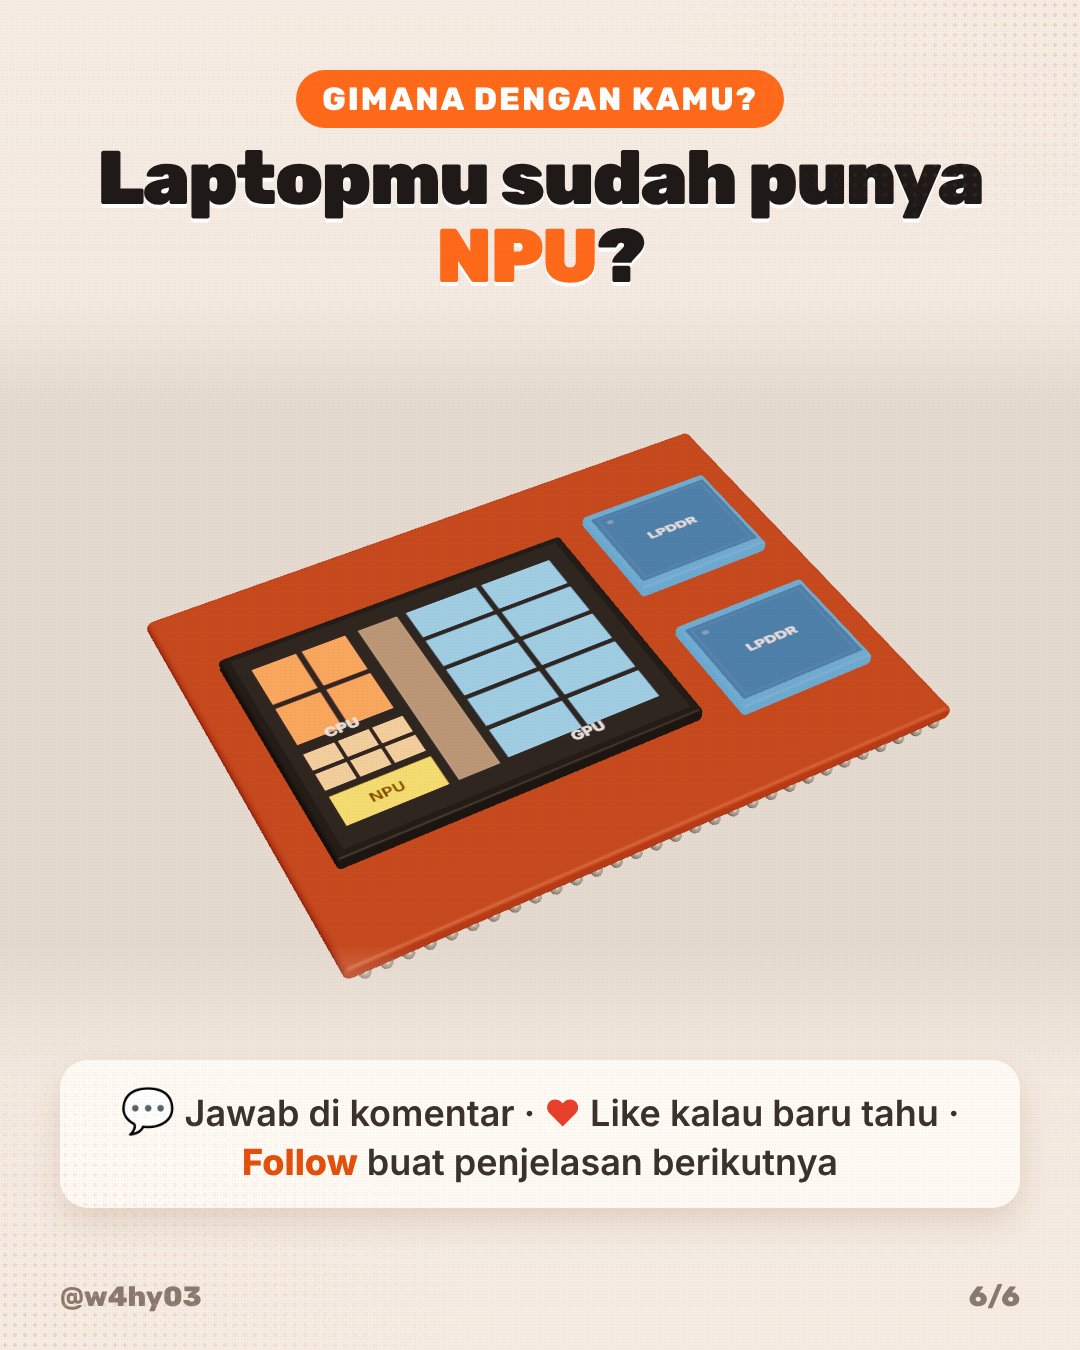 GIMANA DENGAN KAMU?
Laptopmu sudah punya
NPU?
LPDDR
LPDDR
CPU
GPU
NPU
💬 Jawab di komentar · ❤ Like kalau baru tahu ·
Follow buat penjelasan berikutnya
@w4hy03
6/6